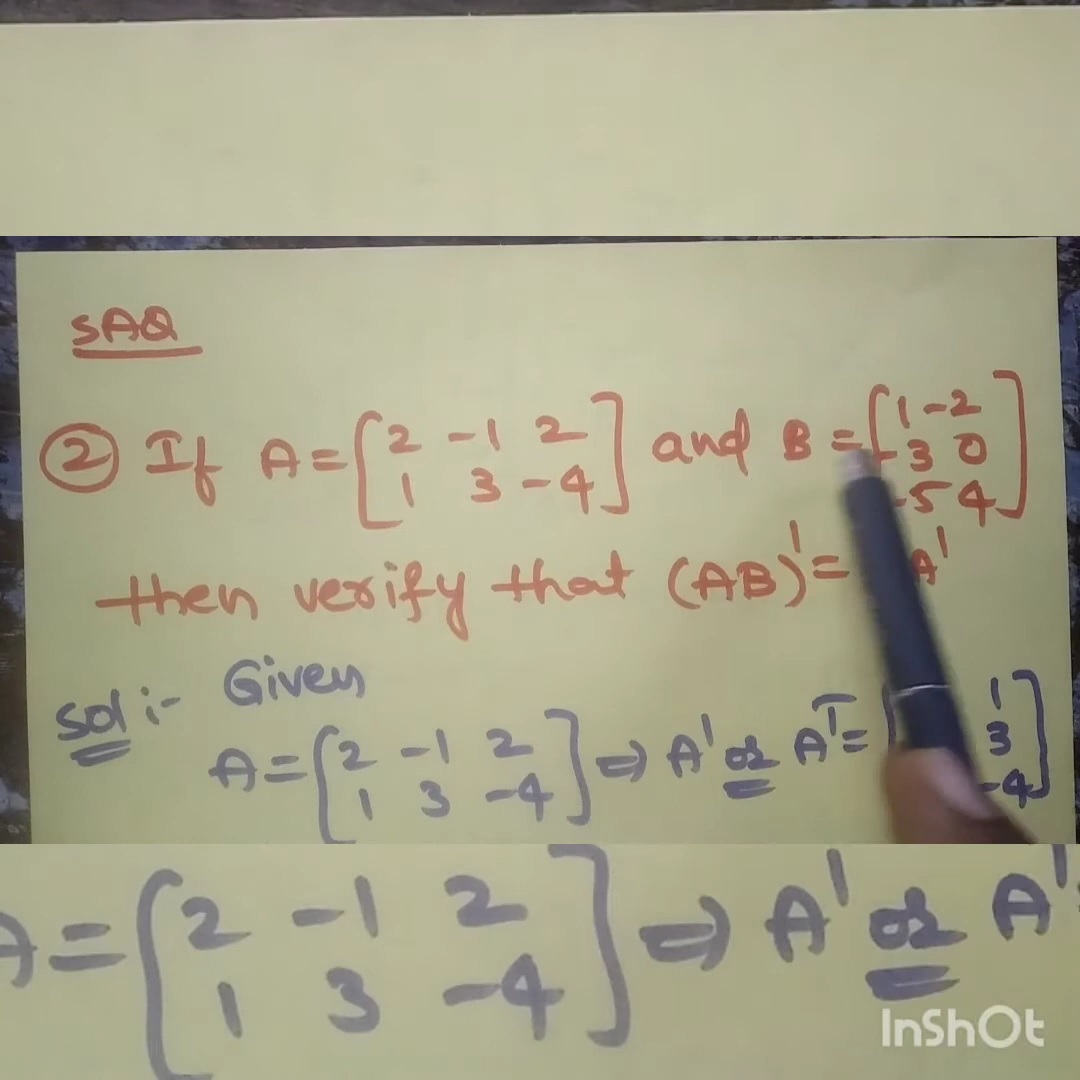 SAQ
② If A = [2 -1 2 and B = [1 -2
1 3 -4] -3 0
5 4]
then verify that (AB)' = A'
Sol :- Given
A = [2 -1 2 ⇒ A' or Aᵀ = [ 1
1 3 -4] 3
-4]
A = [2 -1 2 ⇒ A' or A'
1 3 -4]
InShOt